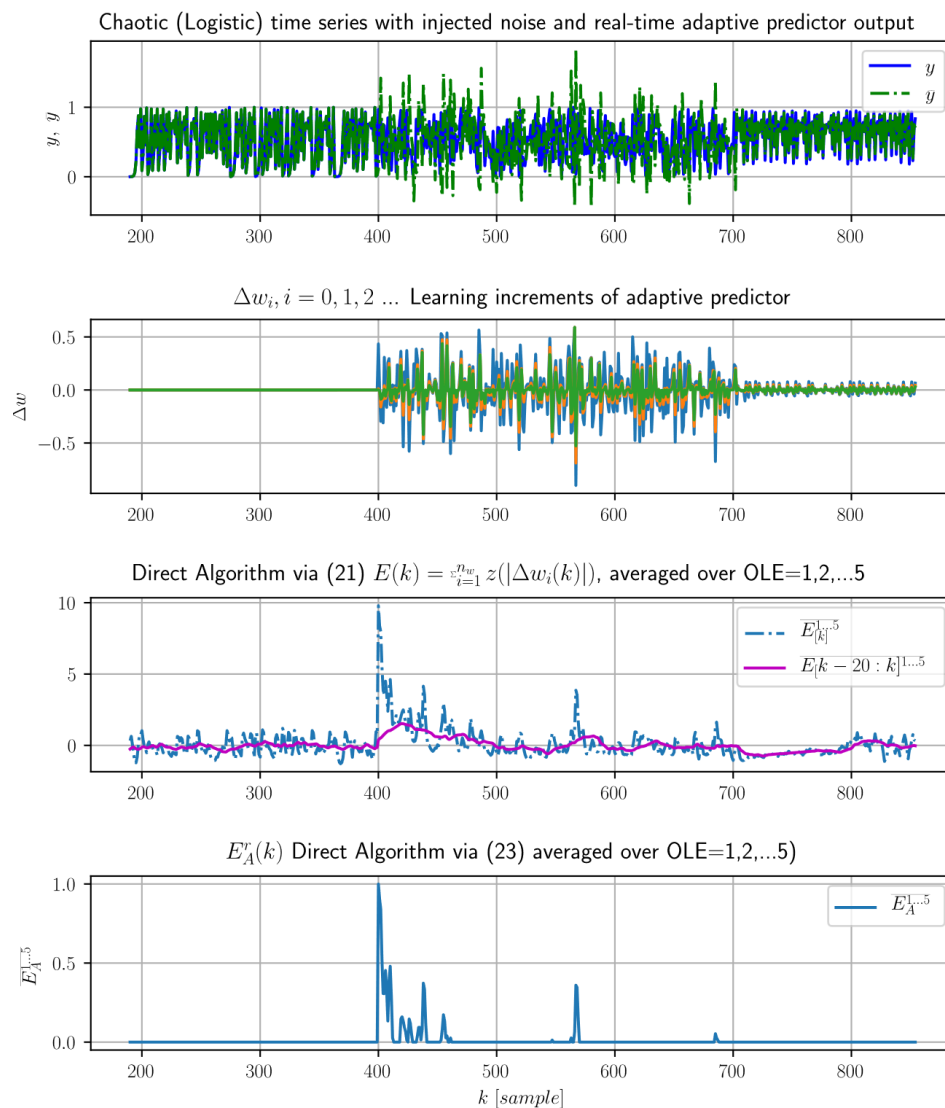 Chaotic (Logistic) time series with injected noise and real-time adaptive predictor output
y, y
1
0
y
ỹ
200 300 400 500 600 700 800
Δw_i, i = 0, 1, 2 ... Learning increments of adaptive predictor
Δw
0.5
0.0
−0.5
200 300 400 500 600 700 800
Direct Algorithm via (21) E(k) = Σ_{i=1}^{n_w} z(|Δw_i(k)|), averaged over OLE=1,2,...5
10
5
0
E_{[k]}^{1...5}
E_[k − 20 : k]^{1...5}
200 300 400 500 600 700 800
E_A^r(k) Direct Algorithm via (23) averaged over OLE=1,2,...5)
E_A^{1...5}
1.0
0.5
0.0
E_A^{1...5}
200 300 400 500 600 700 800
k [sample]